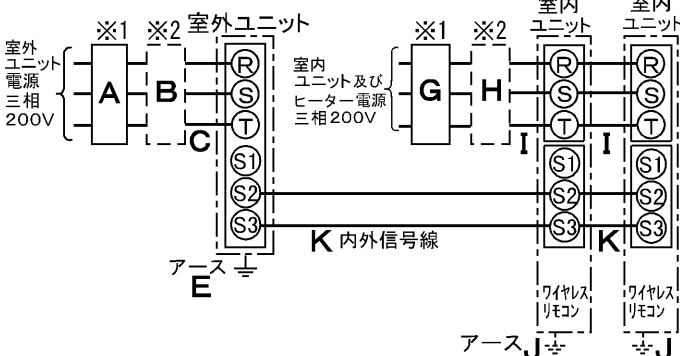 ※1
※2
室外ユニット
室外
ユニット
電源
三相
200V
A
B
C
R
S
T
S1
S2
S3
アース
E
※1
※2
室内
ユニット及び
ヒーター電源
三相200V
G
H
I
室内
ユニット
R
S
T
S1
S2
S3
ワイヤレス
リモコン
I
室内
ユニット
R
S
T
S1
S2
S3
ワイヤレス
リモコン
K 内外信号線
K
アース J
J